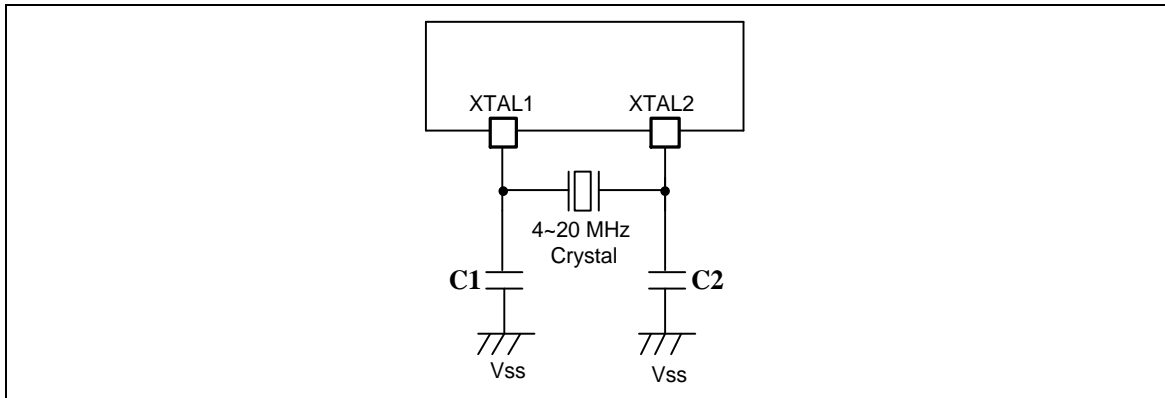 XTAL1
XTAL2
4~20 MHz
Crystal
C1
C2
Vss
Vss